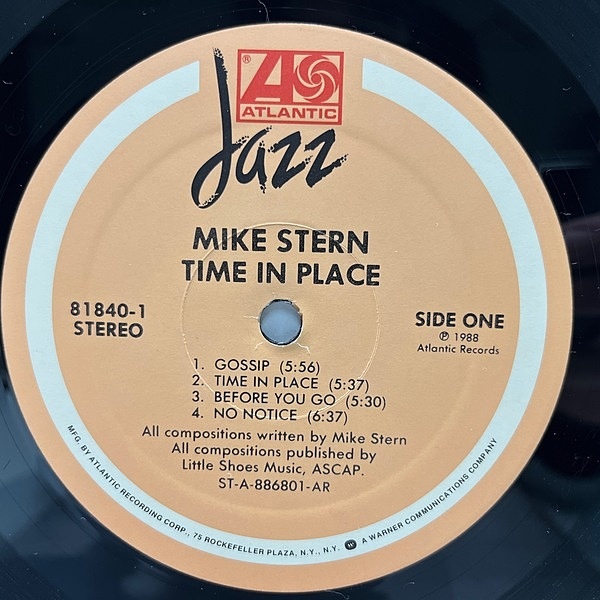 ®
A
ATLANTIC
Jazz
MIKE STERN
TIME IN PLACE
81840-1
STEREO
SIDE ONE
℗ 1988
Atlantic Records
1. GOSSIP (5:56)
2. TIME IN PLACE (5:37)
3. BEFORE YOU GO (5:30)
4. NO NOTICE (6:37)
All compositions written by Mike Stern
All compositions published by
Little Shoes Music, ASCAP.
ST-A-886801-AR
MFG. BY ATLANTIC RECORDING CORP., 75 ROCKEFELLER PLAZA, N.Y., N.Y. A WARNER COMMUNICATIONS COMPANY